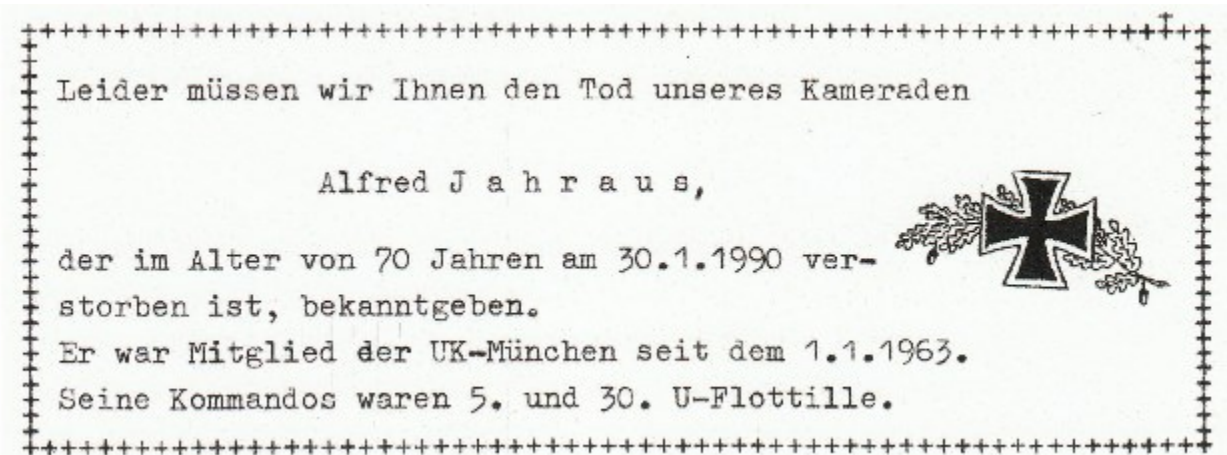 Leider müssen wir Ihnen den Tod unseres Kameraden
Alfred J a h r a u s,
der im Alter von 70 Jahren am 30.1.1990 ver-
storben ist, bekanntgeben.
Er war Mitglied der UK-München seit dem 1.1.1963.
Seine Kommandos waren 5. und 30. U-Flottille.